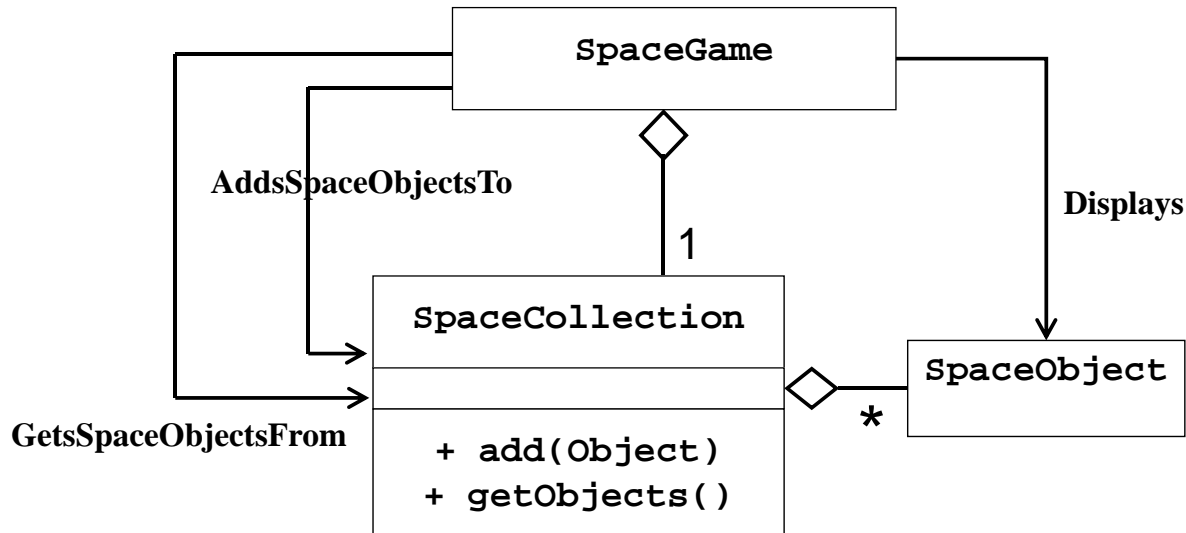 SpaceGame
AddsSpaceObjectsTo
Displays
1
SpaceCollection
SpaceObject
*
GetsSpaceObjectsFrom
+ add(Object)
+ getObjects()